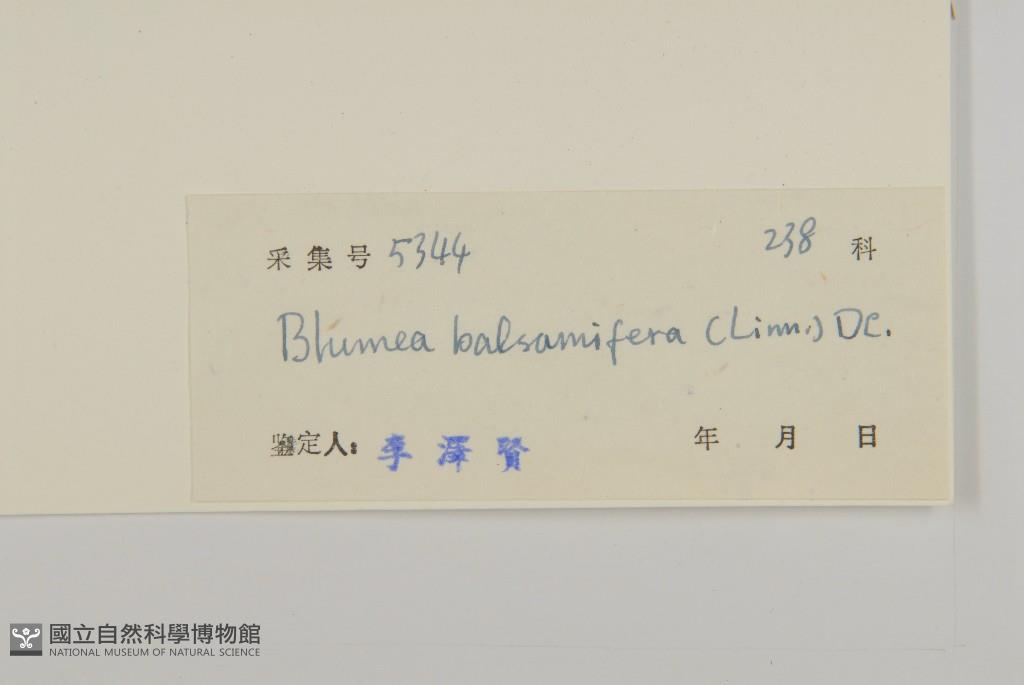 采集号 5344 238 科
Blumea balsamifera (Linn.) DC.
鉴定人: 李澤賢 年 月 日
國立自然科學博物館
NATIONAL MUSEUM OF NATURAL SCIENCE